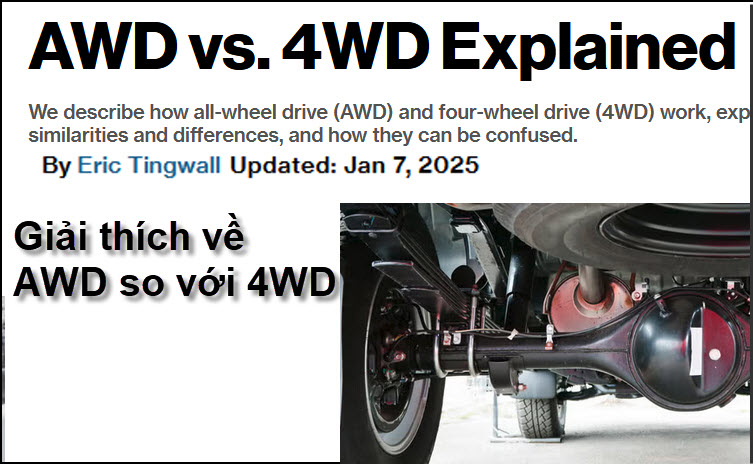 AWD vs. 4WD Explained
We describe how all-wheel drive (AWD) and four-wheel drive (4WD) work, exp
similarities and differences, and how they can be confused.
By Eric Tingwall Updated: Jan 7, 2025
Giải thích về
AWD so với 4WD